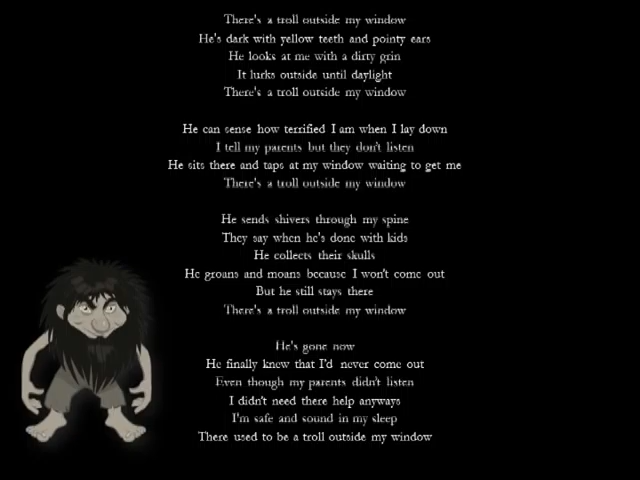 There's a troll outside my window
He's dark with yellow teeth and pointy ears
He looks at me with a dirty grin
It lurks outside until daylight
There's a troll outside my window
He can sense how terrified I am when I lay down
I tell my parents but they don't listen
He sits there and taps at my window waiting to get me
There's a troll outside my window
He sends shivers through my spine
They say when he's done with kids
He collects their skulls
He groans and moans because I won't come out
But he still stays there
There's a troll outside my window
He's gone now
He finally knew that I'd never come out
Even though my parents didn't listen
I didn't need there help anyways
I'm safe and sound in my sleep
There used to be a troll outside my window